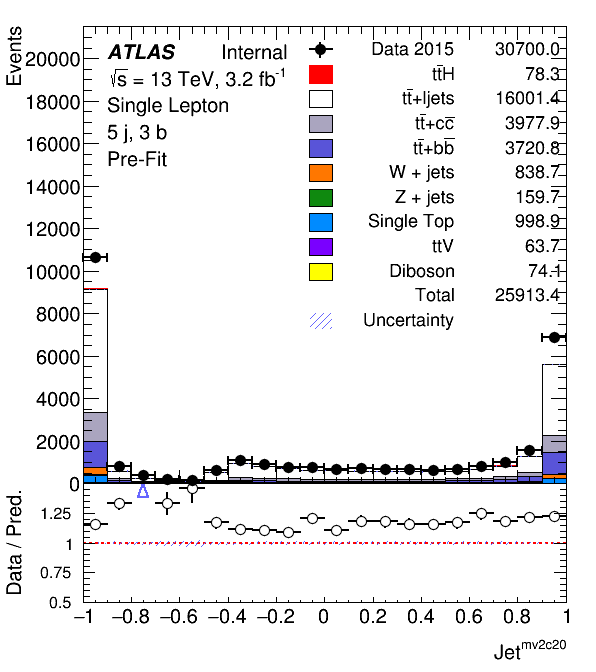 Events
20000
18000
16000
14000
12000
10000
8000
6000
4000
2000
0
ATLAS Internal
√s = 13 TeV, 3.2 fb⁻¹
Single Lepton
5 j, 3 b
Pre-Fit
Data 2015 30700.0
tt̄H 78.3
tt̄+ljets 16001.4
tt̄+cc̄ 3977.9
tt̄+bb̄ 3720.8
W + jets 838.7
Z + jets 159.7
Single Top 998.9
ttV 63.7
Diboson 74.1
Total 25913.4
Uncertainty
Data / Pred.
1.25
1
0.75
0.5
−1 −0.8 −0.6 −0.4 −0.2 0 0.2 0.4 0.6 0.8 1
Jet^mv2c20